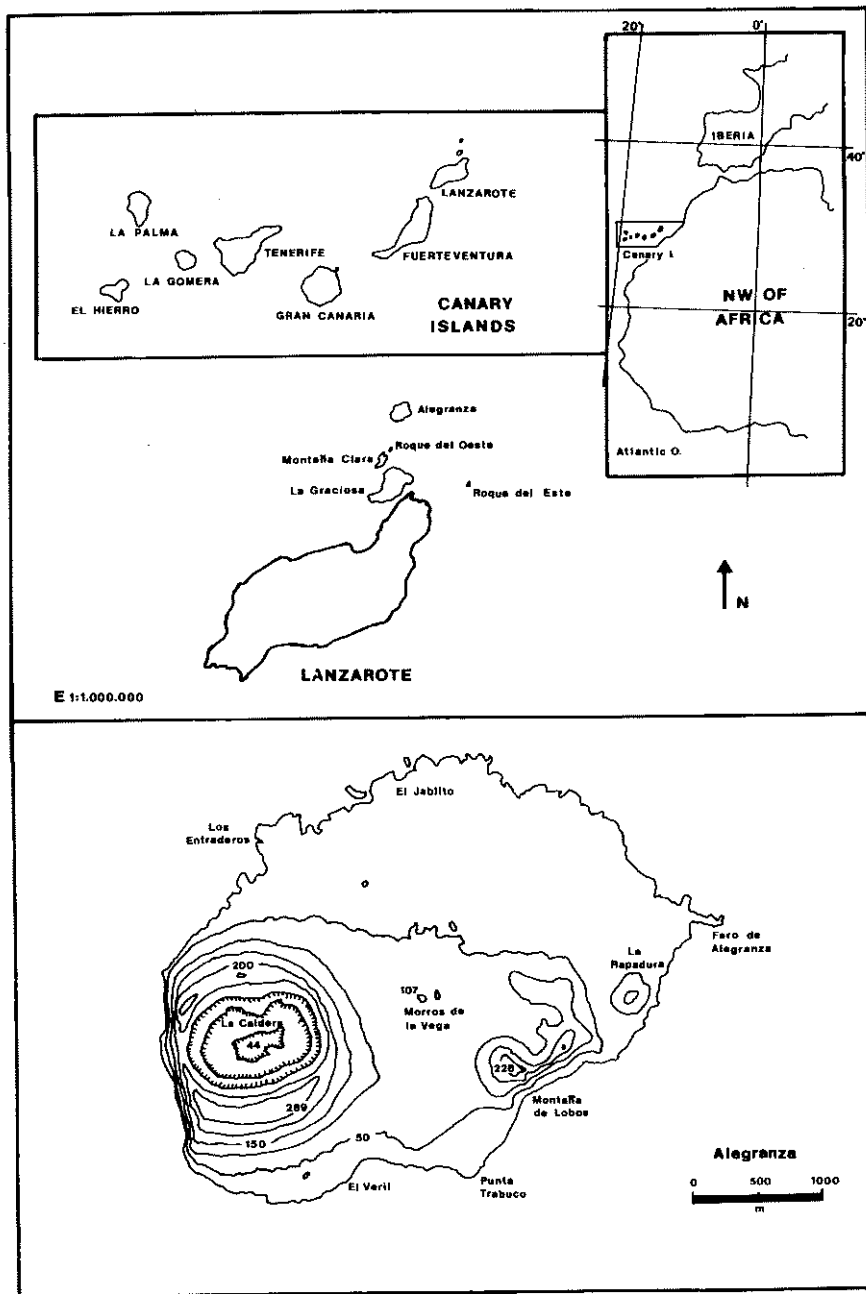 20°
0°
IBERIA
40°
LANZAROTE
LA PALMA
TENERIFE
FUERTEVENTURA
Canary I.
LA GOMERA
EL HIERRO
GRAN CANARIA
CANARY
ISLANDS
NW OF
AFRICA
20°
Atlantic O.
Alegranza
Roque del Oeste
Montaña Clara
La Graciosa
Roque del Este
N
LANZAROTE
E 1:1.000.000
El Jablito
Los
Entraderos
Faro de
Alegranza
La
Rapadura
200
107
Morros de
la Vega
La Caldera
44
228
289
Montaña
de Lobos
150
50
El Veril
Punta
Trabuco
Alegranza
0 500 1000
m